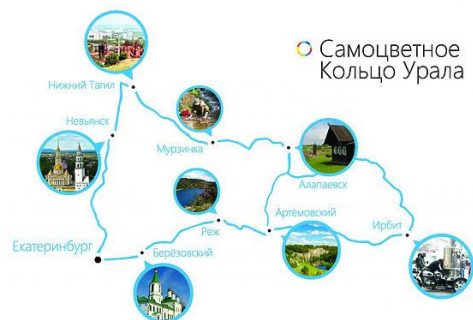 Самоцветное
Кольцо Урала
Нижний Тагил
Невьянск
Мурзинка
Алапаевск
Артёмовский
Реж
Ирбит
Екатеринбург
Берёзовский